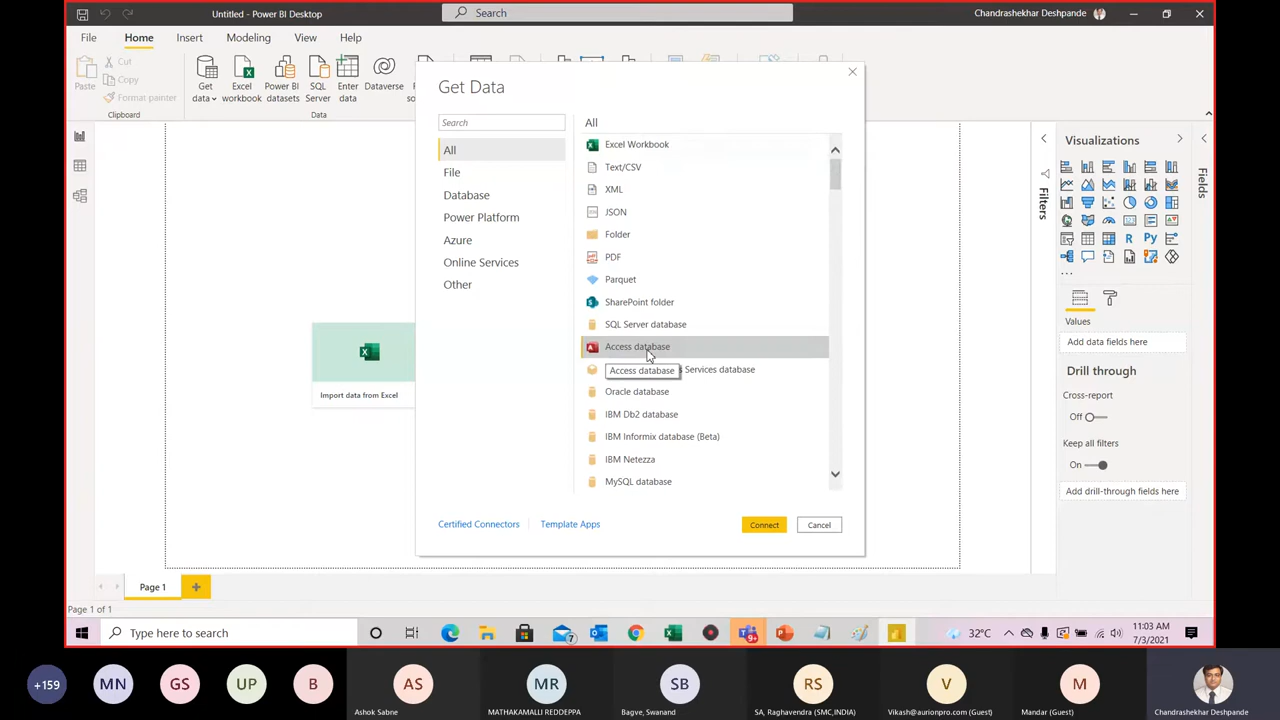 Untitled - Power BI Desktop
Search
Chandrashekhar Deshpande
File
Home
Insert
Modeling
View
Help
Paste
Cut
Copy
Format painter
Clipboard
Get data
Excel workbook
Power BI datasets
SQL Server
Enter data
Dataverse
Data
Get Data
Search
All
File
Database
Power Platform
Azure
Online Services
Other
All
Excel Workbook
Text/CSV
XML
JSON
Folder
PDF
Parquet
SharePoint folder
SQL Server database
Access database
Access database
Services database
Oracle database
IBM Db2 database
IBM Informix database (Beta)
IBM Netezza
MySQL database
Certified Connectors
Template Apps
Connect
Cancel
Import data from Excel
Filters
Visualizations
R
Py
Values
Add data fields here
Drill through
Cross-report
Off
Keep all filters
On
Add drill-through fields here
Fields
Page 1
Page 1 of 1
Type here to search
7
9+
32°C
11:03 AM
7/3/2021
+159
MN
GS
UP
B
AS
Ashok Sabne
MR
MATHAKAMALLI REDDEPPA
SB
Bagve, Swanand
RS
SA, Raghavendra (SMC,INDIA)
V
Vikash@aurionpro.com (Guest)
M
Mandar (Guest)
Chandrashekhar Deshpande